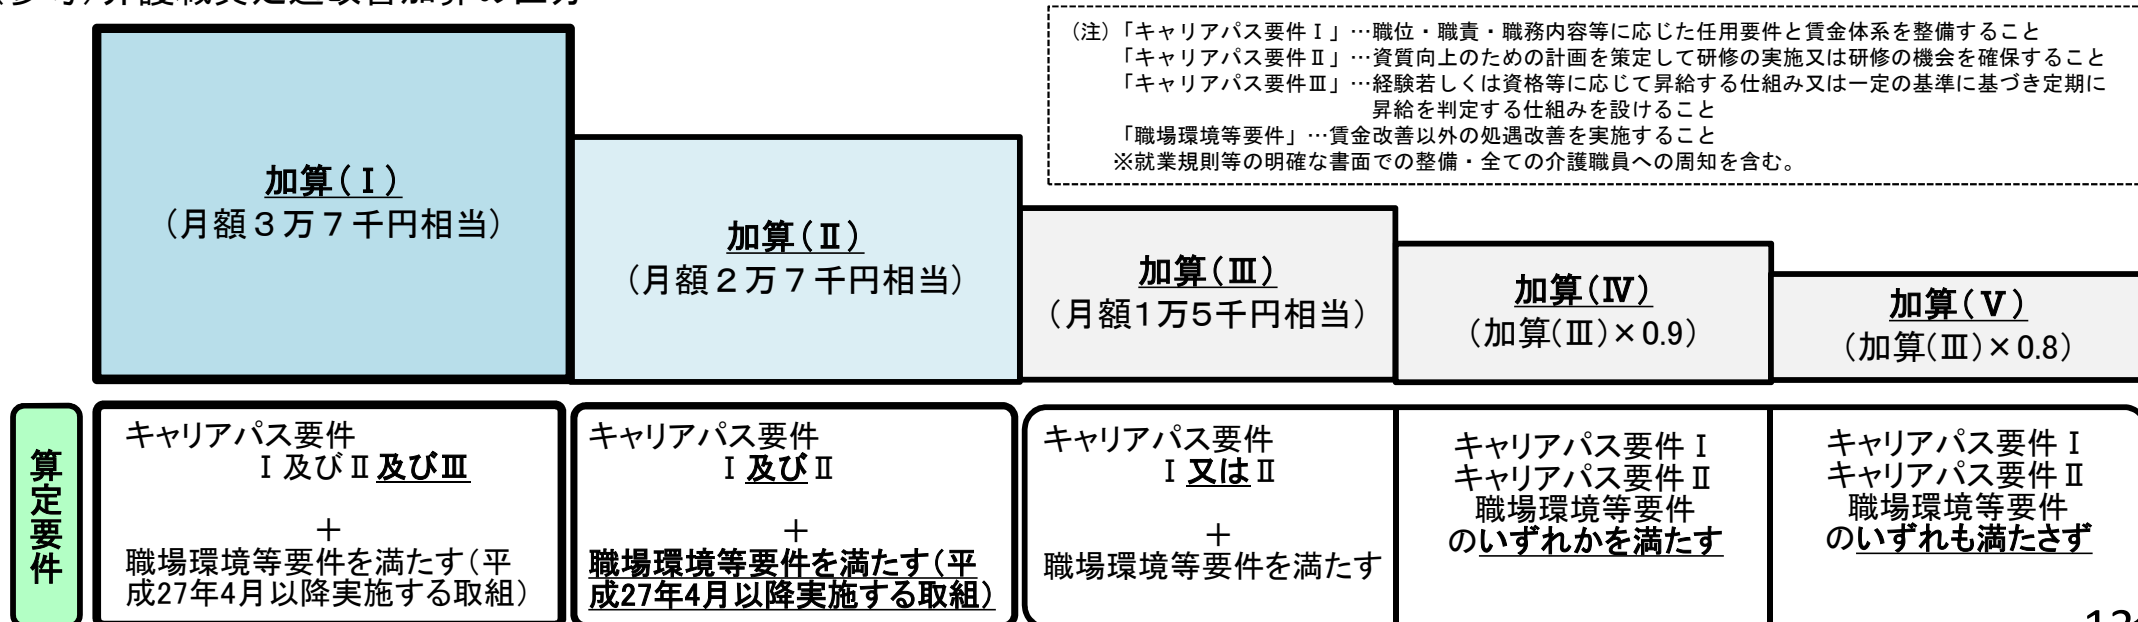 (注)「キャリアパス要件Ⅰ」…職位・職責・職務内容等に応じた任用要件と賃金体系を整備すること
「キャリアパス要件Ⅱ」…資質向上のための計画を策定して研修の実施又は研修の機会を確保すること
「キャリアパス要件Ⅲ」…経験若しくは資格等に応じて昇給する仕組み又は一定の基準に基づき定期に
昇給を判定する仕組みを設けること
「職場環境等要件」…賃金改善以外の処遇改善を実施すること
※就業規則等の明確な書面での整備・全ての介護職員への周知を含む。
加算(Ⅰ)
(月額3万7千円相当)
加算(Ⅱ)
(月額2万7千円相当)
加算(Ⅲ)
(月額1万5千円相当)
加算(Ⅳ)
(加算(Ⅲ)×0.9)
加算(Ⅴ)
(加算(Ⅲ)×0.8)
算定要件
キャリアパス要件
Ⅰ及びⅡ及びⅢ
+
職場環境等要件を満たす(平
成27年4月以降実施する取組)
キャリアパス要件
Ⅰ及びⅡ
+
職場環境等要件を満たす(平
成27年4月以降実施する取組)
キャリアパス要件
Ⅰ又はⅡ
+
職場環境等要件を満たす
キャリアパス要件Ⅰ
キャリアパス要件Ⅱ
職場環境等要件
のいずれかを満たす
キャリアパス要件Ⅰ
キャリアパス要件Ⅱ
職場環境等要件
のいずれも満たさず